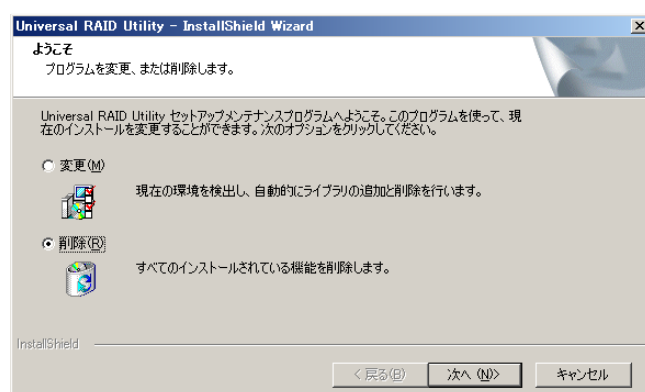 Universal RAID Utility - InstallShield Wizard
ようこそ
プログラムを変更、または削除します。
Universal RAID Utility セットアップメンテナンスプログラムへようこそ。このプログラムを使って、現
在のインストールを変更することができます。次のオプションをクリックしてください。
変更(M)
現在の環境を検出し、自動的にライブラリの追加と削除を行います。
削除(R)
すべてのインストールされている機能を削除します。
InstallShield
< 戻る(B)
次へ (N)>
キャンセル